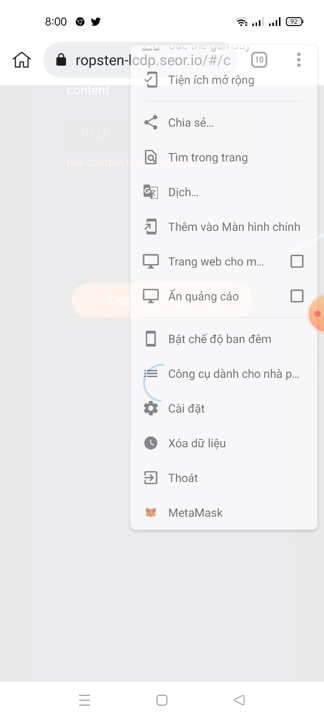 8:00
92
ropsten-lcdp.seor.io/#/c
10
content
Tiện ích mở rộng
Chia sẻ...
Tìm trong trang
Dịch...
Thêm vào Màn hình chính
Trang web cho m...
Ẩn quảng cáo
Bật chế độ ban đêm
Công cụ dành cho nhà p...
Cài đặt
Xóa dữ liệu
Thoát
MetaMask